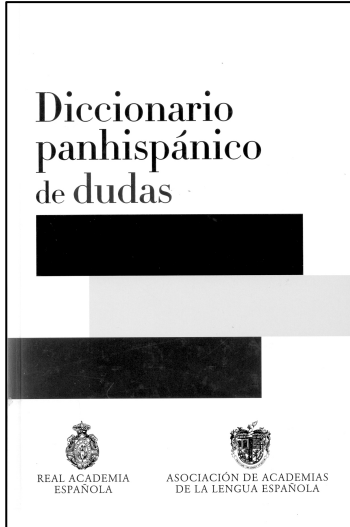 Diccionario
panhispánico
de dudas
REAL ACADEMIA
ESPAÑOLA
ASOCIACIÓN DE ACADEMIAS
DE LA LENGUA ESPAÑOLA